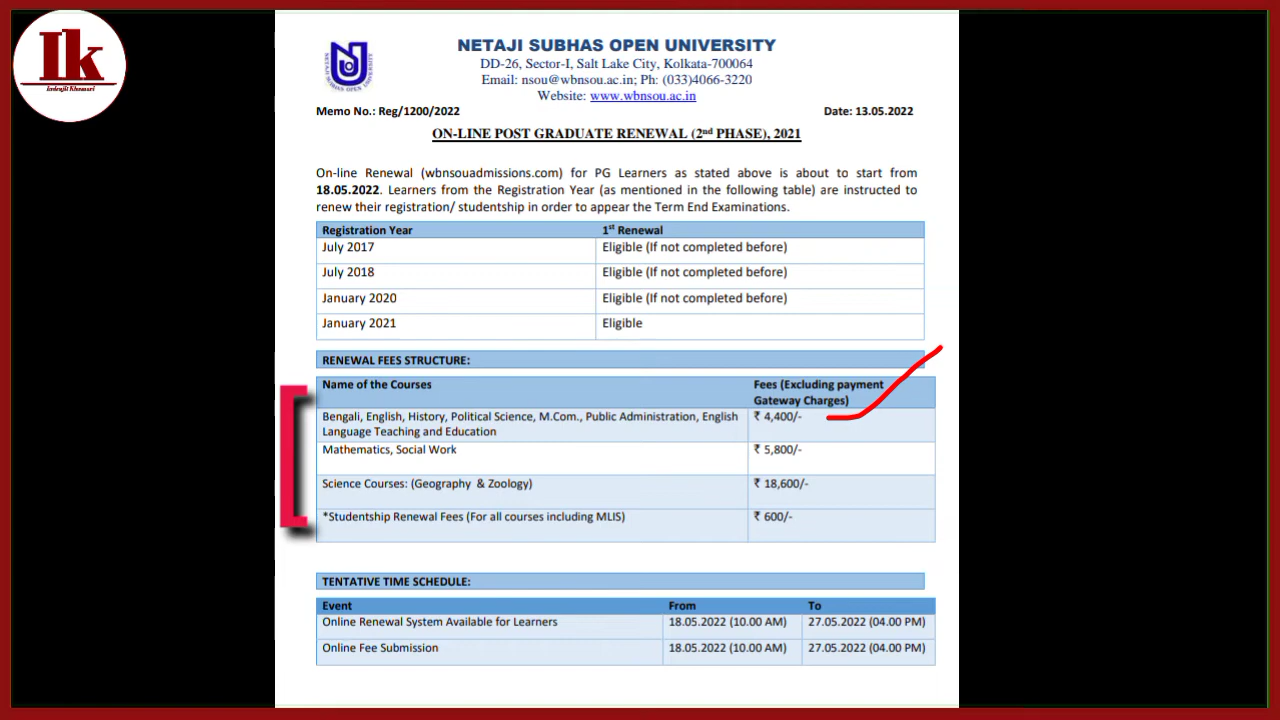 Ik
Indrajit Khamari
NETAJI SUBHAS OPEN UNIVERSITY
DD-26, Sector-I, Salt Lake City, Kolkata-700064
Email: nsou@wbnsou.ac.in; Ph: (033)4066-3220
Website: www.wbnsou.ac.in
Memo No.: Reg/1200/2022 Date: 13.05.2022
ON-LINE POST GRADUATE RENEWAL (2nd PHASE), 2021
On-line Renewal (wbnsouadmissions.com) for PG Learners as stated above is about to start from
18.05.2022. Learners from the Registration Year (as mentioned in the following table) are instructed to
renew their registration/ studentship in order to appear the Term End Examinations.
Registration Year 1st Renewal
July 2017 Eligible (If not completed before)
July 2018 Eligible (If not completed before)
January 2020 Eligible (If not completed before)
January 2021 Eligible
RENEWAL FEES STRUCTURE:
Name of the Courses Fees (Excluding payment
Gateway Charges)
Bengali, English, History, Political Science, M.Com., Public Administration, English ₹ 4,400/-
Language Teaching and Education
Mathematics, Social Work ₹ 5,800/-
Science Courses: (Geography & Zoology) ₹ 18,600/-
*Studentship Renewal Fees (For all courses including MLIS) ₹ 600/-
TENTATIVE TIME SCHEDULE:
Event From To
Online Renewal System Available for Learners 18.05.2022 (10.00 AM) 27.05.2022 (04.00 PM)
Online Fee Submission 18.05.2022 (10.00 AM) 27.05.2022 (04.00 PM)